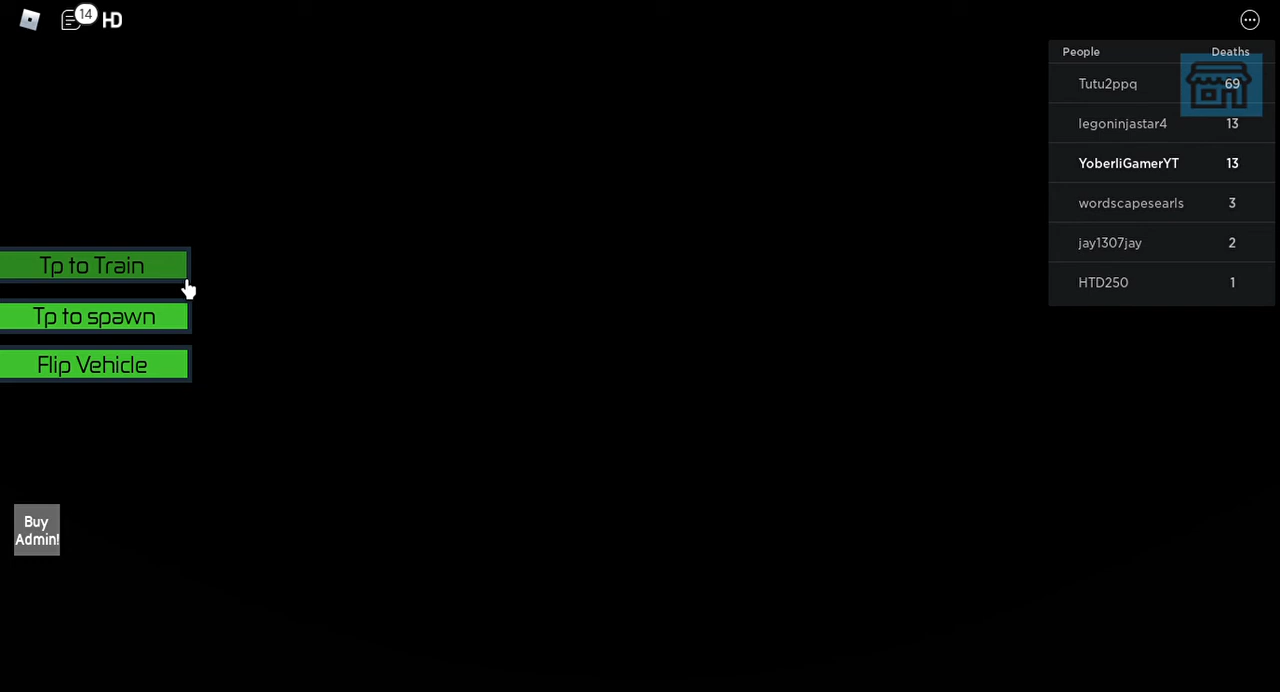 14
HD
People Deaths
Tutu2ppq 69
legoninjastar4 13
YoberliGamerYT 13
wordscapesearls 3
jay1307jay 2
HTD250 1
Tp to Train
Tp to spawn
Flip Vehicle
Buy
Admin!